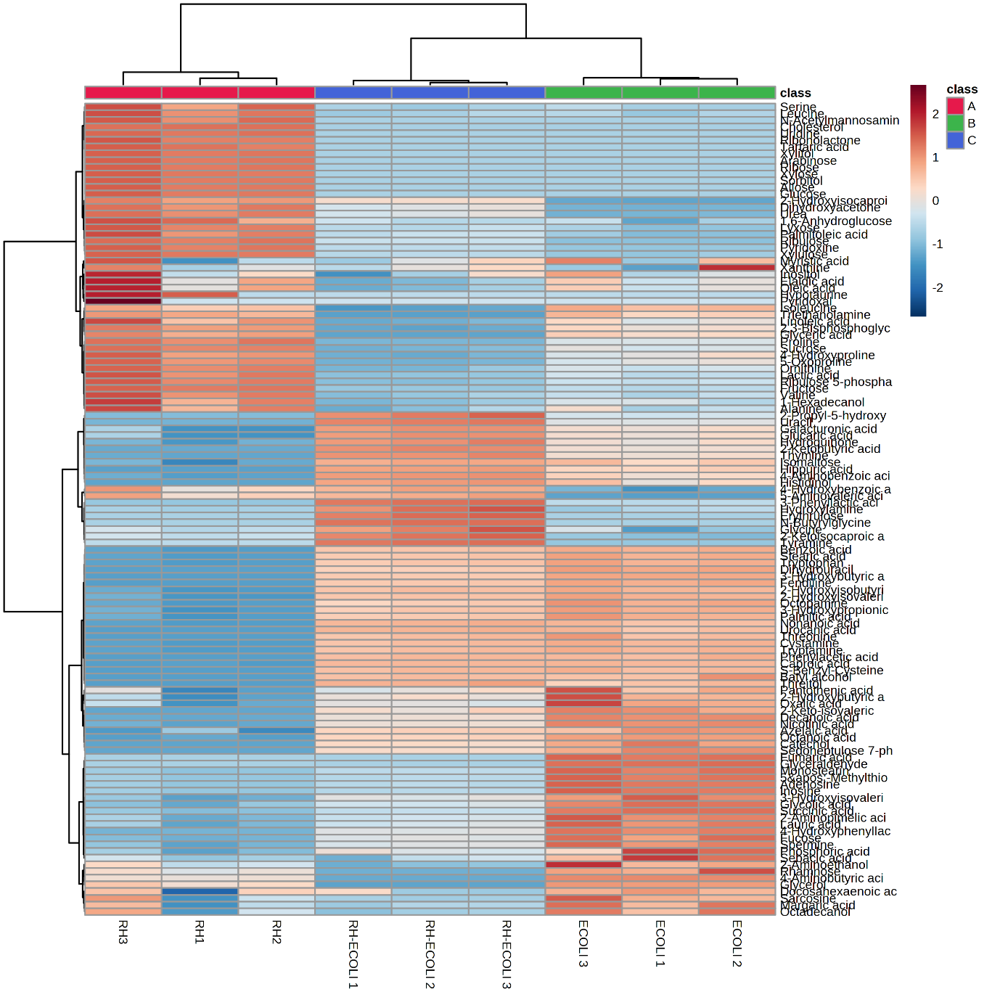 class
Serine
Leucine
N-Acetylmannosamin
Cholesterol
Uridine
Ribonolactone
Tartaric acid
Xylitol
Arabinose
Ribose
Xylose
Sorbitol
Allose
Glucose
2-Hydroxyisocaproi
Dihydroxyacetone
Urea
1,6-Anhydroglucose
Lyxose
Palmitoleic acid
Ribulose
Pyridoxine
Xylulose
Myristic acid
Xanthine
Inositol
Elaidic acid
Oleic acid
Hypotaurine
Pyridoxal
Isoleucine
Triethanolamine
Linoleic acid
2,3-Bisphosphoglyc
Glyceric acid
Proline
Sucrose
4-Hydroxyproline
5-Oxoproline
Ornithine
Lactic acid
Ribulose 5-phospha
Fructose
Valine
1-Hexadecanol
Alanine
2-Propyl-5-hydroxy
Uracil
Galacturonic acid
Glucaric acid
Hydroquinone
2-Ketobutyric acid
Thymine
Isomaltose
Hippuric acid
4-Aminobenzoic aci
Histidinol
4-Hydroxybenzoic a
5-Aminovaleric aci
3-Phenyllactic aci
Hydroxylamine
Erythrulose
N-Butyrylglycine
Glycine
2-Ketoisocaproic a
Tyramine
Benzoic acid
Stearic acid
Tryptophan
Dihydrouracil
3-Hydroxybutyric a
Fendiline
2-Hydroxyisobutyri
2-Hydroxyisovaleri
Octopamine
3-Hydroxypropionic
Palmitic acid
Nonanoic acid
Urocanic acid
Threonine
Cystamine
Tryptamine
Phenylacetic acid
Caproic acid
S-Benzyl-Cysteine
Batyl alcohol
Threitol
Pantothenic acid
2-Hydroxybutyric a
Oxalic acid
2-Keto-isovaleric
Decanoic acid
Nicotinic acid
Azelaic acid
Octanoic acid
Catechol
Sedoheptulose 7-ph
Fumaric acid
Glyceraldehyde
Monostearin
5&apos;-Methylthio
Adenosine
Inosine
3-Hydroxyisovaleri
Glycolic acid
Succinic acid
2-Aminopimelic aci
Lauric acid
4-Hydroxyphenyllac
Fucose
Spermine
Phosphoric acid
Sebacic acid
2-Aminoethanol
Rhamnose
4-Aminobutyric aci
Glycerol
Docosahexaenoic ac
Sarcosine
Margaric acid
Octadecanol
RH3
RH1
RH2
RH-ECOLI 1
RH-ECOLI 2
RH-ECOLI 3
ECOLI 3
ECOLI 1
ECOLI 2
2
1
0
-1
-2
class
A
B
C